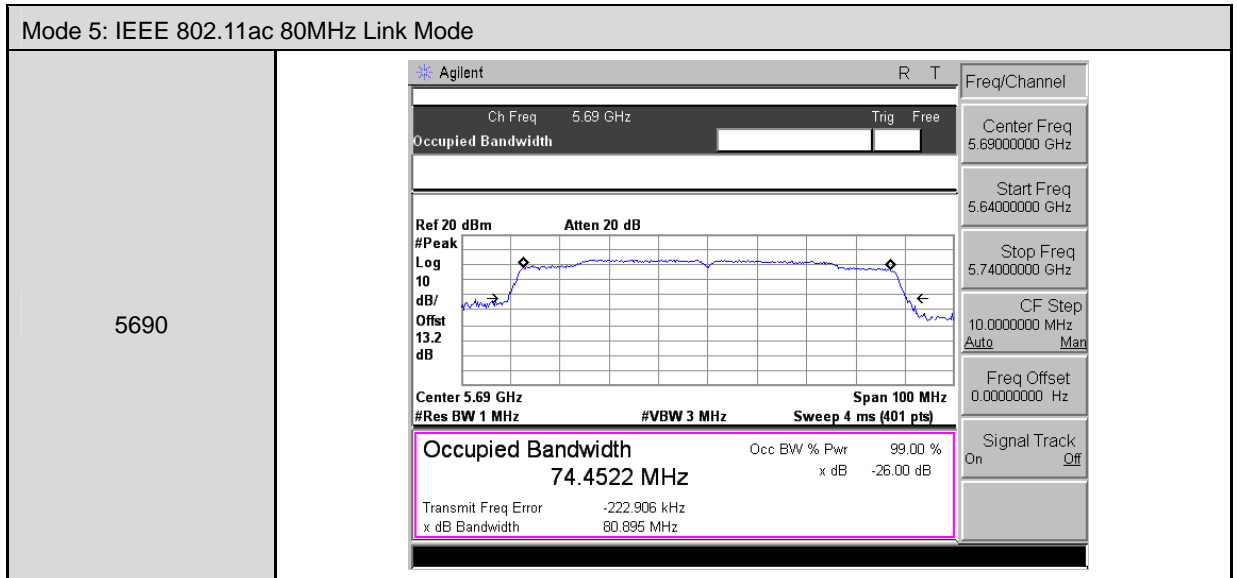 Mode 5: IEEE 802.11ac 80MHz Link Mode
5690
Agilent R T
Ch Freq 5.69 GHz Trig Free
Occupied Bandwidth
Ref 20 dBm Atten 20 dB
#Peak
Log
10
dB/
Offst
13.2
dB
Center 5.69 GHz Span 100 MHz
#Res BW 1 MHz #VBW 3 MHz Sweep 4 ms (401 pts)
Occupied Bandwidth
74.4522 MHz
Occ BW % Pwr 99.00 %
x dB -26.00 dB
Transmit Freq Error -222.906 kHz
x dB Bandwidth 80.895 MHz
Freq/Channel
Center Freq
5.69000000 GHz
Start Freq
5.64000000 GHz
Stop Freq
5.74000000 GHz
CF Step
10.0000000 MHz
Auto Man
Freq Offset
0.00000000 Hz
Signal Track
On Off